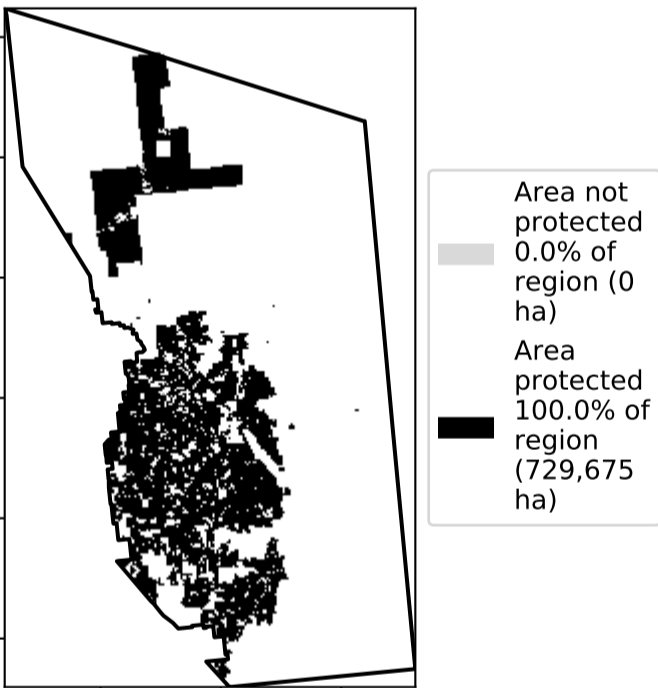 Area not
protected
0.0% of
region (0
ha)
Area
protected
100.0% of
region
(729,675
ha)